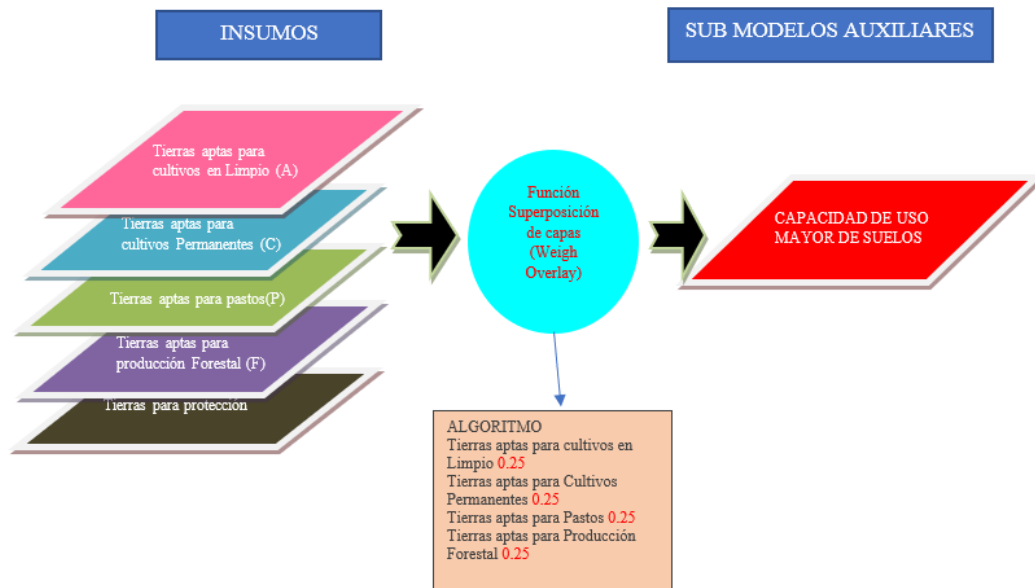 INSUMOS
SUB MODELOS AUXILIARES
Tierras aptas para
cultivos en Limpio (A)
Tierras aptas para
cultivos Permanentes (C)
Tierras aptas para pastos(P)
Tierras aptas para
producción Forestal (F)
Tierras para protección
Función
Superposición
de capas
(Weigh
Overlay)
CAPACIDAD DE USO
MAYOR DE SUELOS
ALGORITMO
Tierras aptas para cultivos en
Limpio 0.25
Tierras aptas para Cultivos
Permanentes 0.25
Tierras aptas para Pastos 0.25
Tierras aptas para Producción
Forestal 0.25